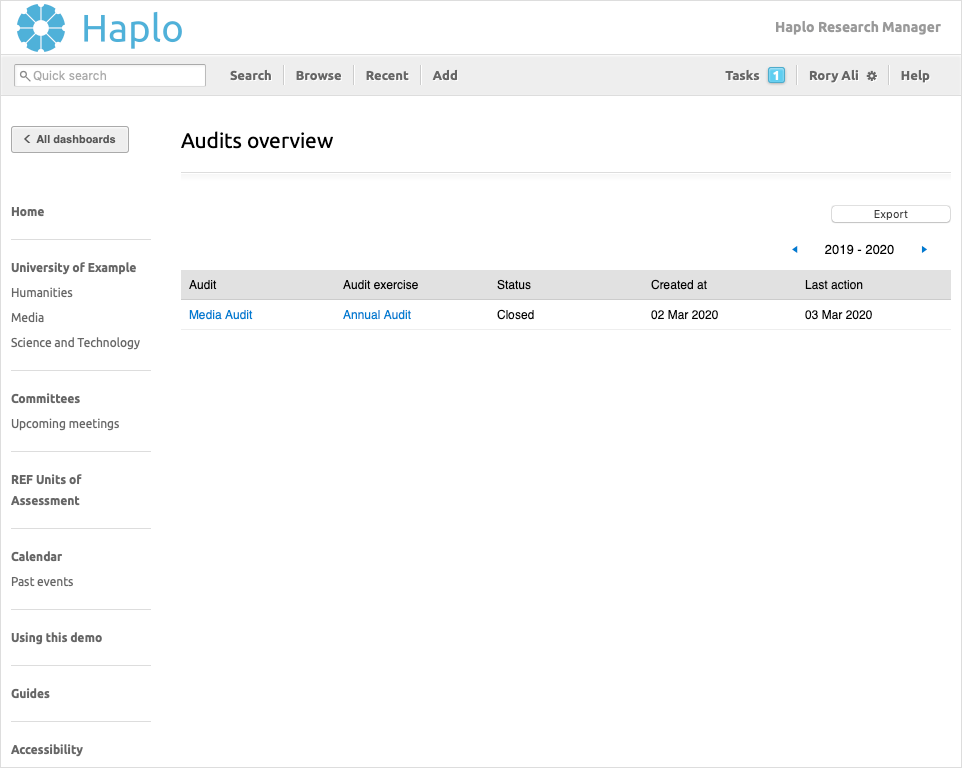 Haplo
Haplo Research Manager
Quick search
Search
Browse
Recent
Add
Tasks 1
Rory Ali
Help
All dashboards
Audits overview
Home
University of Example
Humanities
Media
Science and Technology
Committees
Upcoming meetings
REF Units of
Assessment
Calendar
Past events
Using this demo
Guides
Accessibility
Export
2019 - 2020
Audit Audit exercise Status Created at Last action
Media Audit Annual Audit Closed 02 Mar 2020 03 Mar 2020